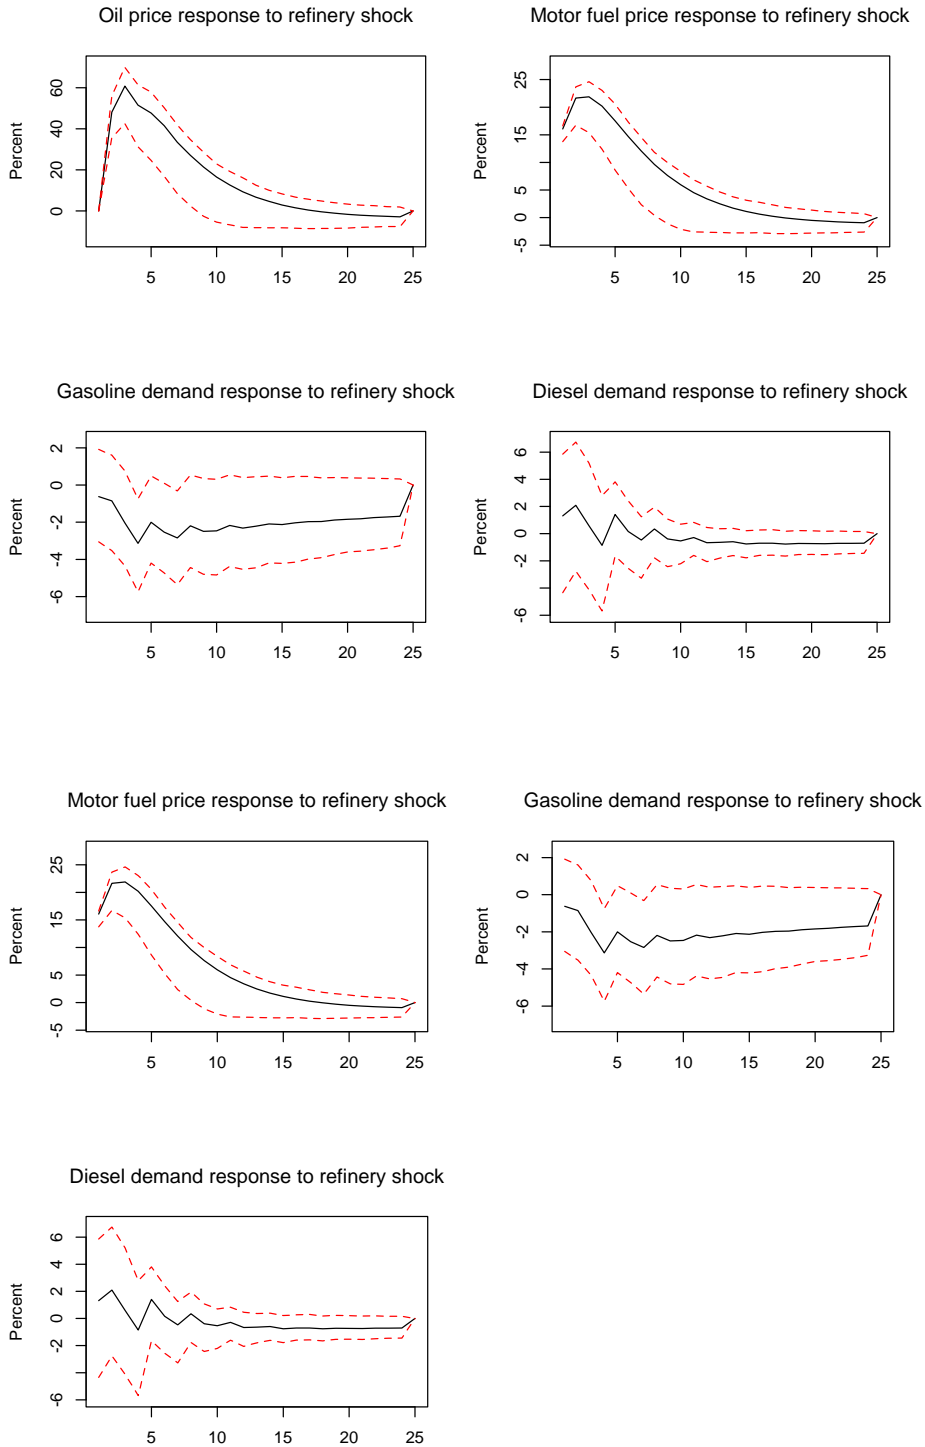 Oil price response to refinery shock
Motor fuel price response to refinery shock
Percent
60
40
20
0
5 10 15 20 25
25
15
5
0
-5
5 10 15 20 25
Gasoline demand response to refinery shock
Diesel demand response to refinery shock
Percent
2
0
-2
-4
-6
5 10 15 20 25
6
4
2
0
-2
-6
5 10 15 20 25
Motor fuel price response to refinery shock
Gasoline demand response to refinery shock
Percent
25
15
5
0
-5
5 10 15 20 25
Percent
2
0
-2
-4
-6
5 10 15 20 25
Diesel demand response to refinery shock
Percent
6
4
2
0
-2
-6
5 10 15 20 25